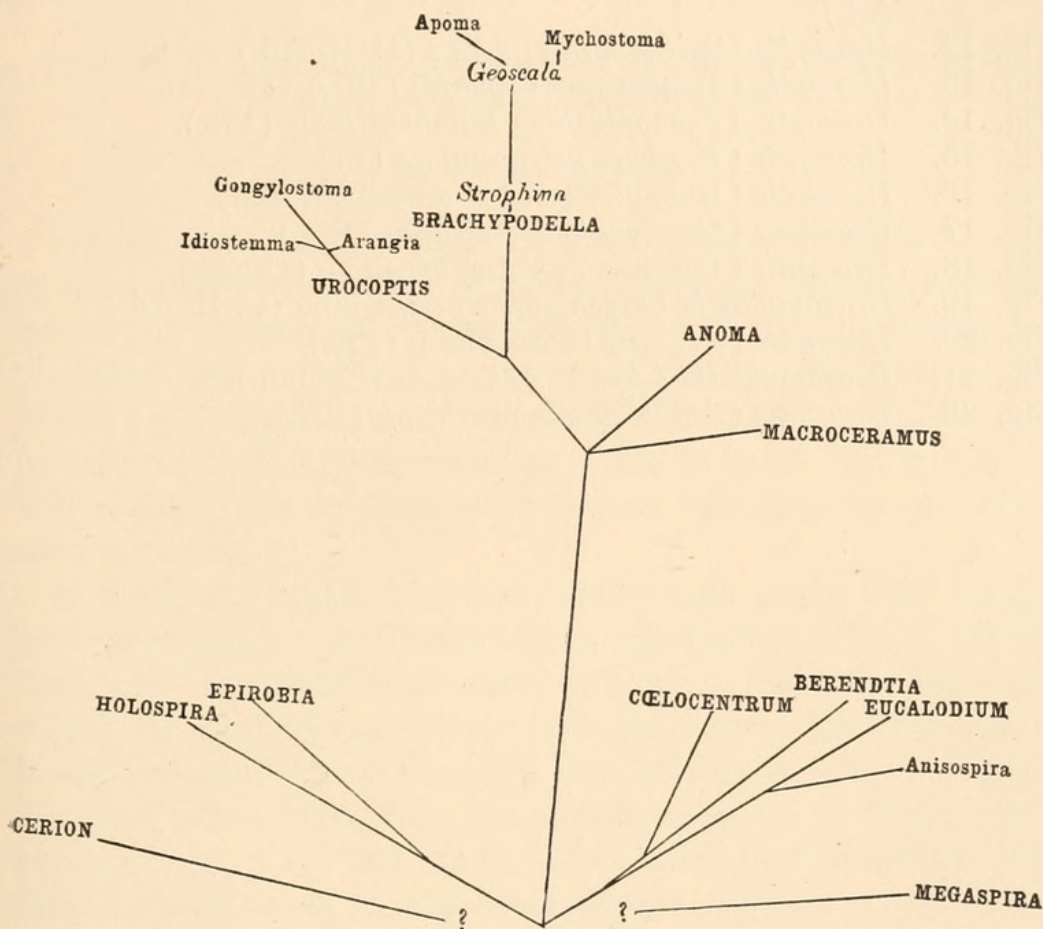 Apoma
Mychostoma
Geoscala
Gongylostoma
Strophina
BRACHYPODELLA
Idiostemma
Arangia
UROCOPTIS
ANOMA
MACROCERAMUS
EPIROBIA
HOLOSPIRA
CŒLOCENTRUM
BERENDTIA
EUCALODIUM
Anisospira
CERION
MEGASPIRA
?
?